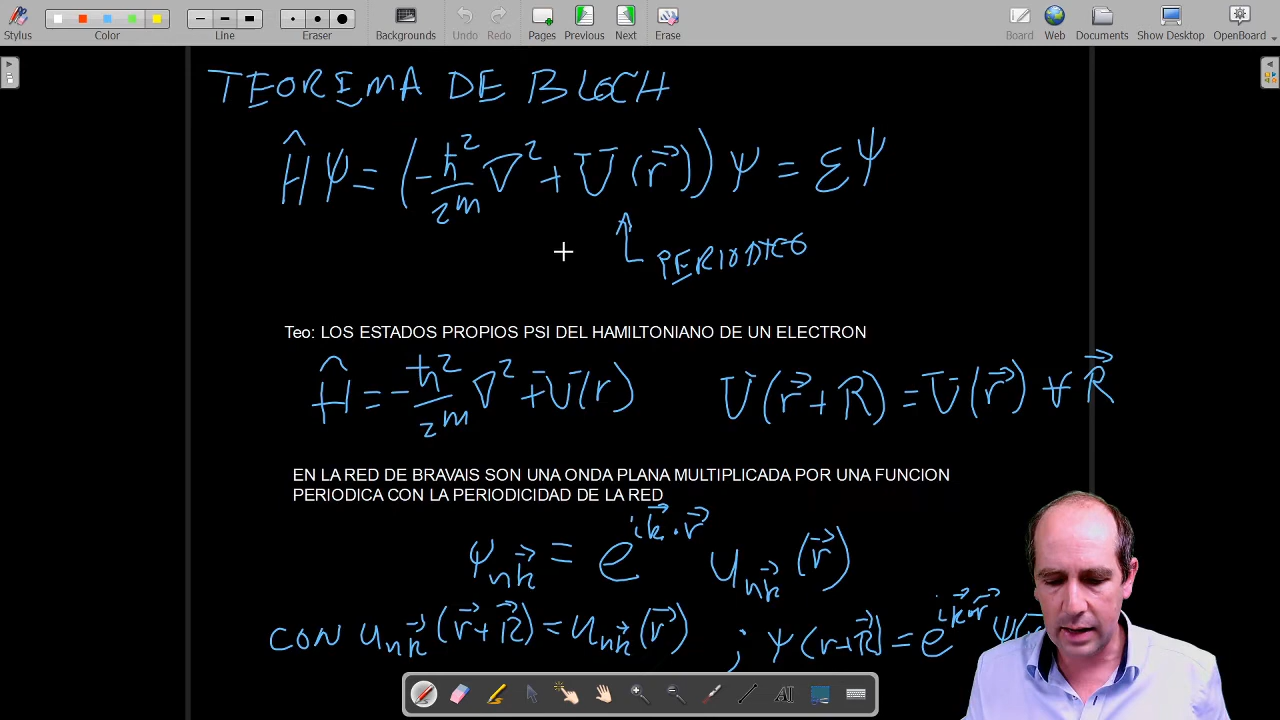 Stylus Color Line Eraser Backgrounds Undo Redo Pages Previous Next Erase Board Web Documents Show Desktop OpenBoard
TEOREMA DE BLOCH
Ĥψ = (-ħ²/2m ∇² + U(r⃗)) ψ = εψ
PERIODICO
Teo: LOS ESTADOS PROPIOS PSI DEL HAMILTONIANO DE UN ELECTRON
Ĥ = -ħ²/2m ∇² + U(r) U(r⃗+R) = U(r⃗) ∀ R⃗
EN LA RED DE BRAVAIS SON UNA ONDA PLANA MULTIPLICADA POR UNA FUNCION
PERIODICA CON LA PERIODICIDAD DE LA RED
ψnk⃗ = e^{ik⃗·r⃗} unk⃗(r⃗)
CON unk⃗(r⃗+R⃗) = unk⃗(r⃗) ; ψ(r+R⃗) = e^{ik⃗·r⃗} ψ(